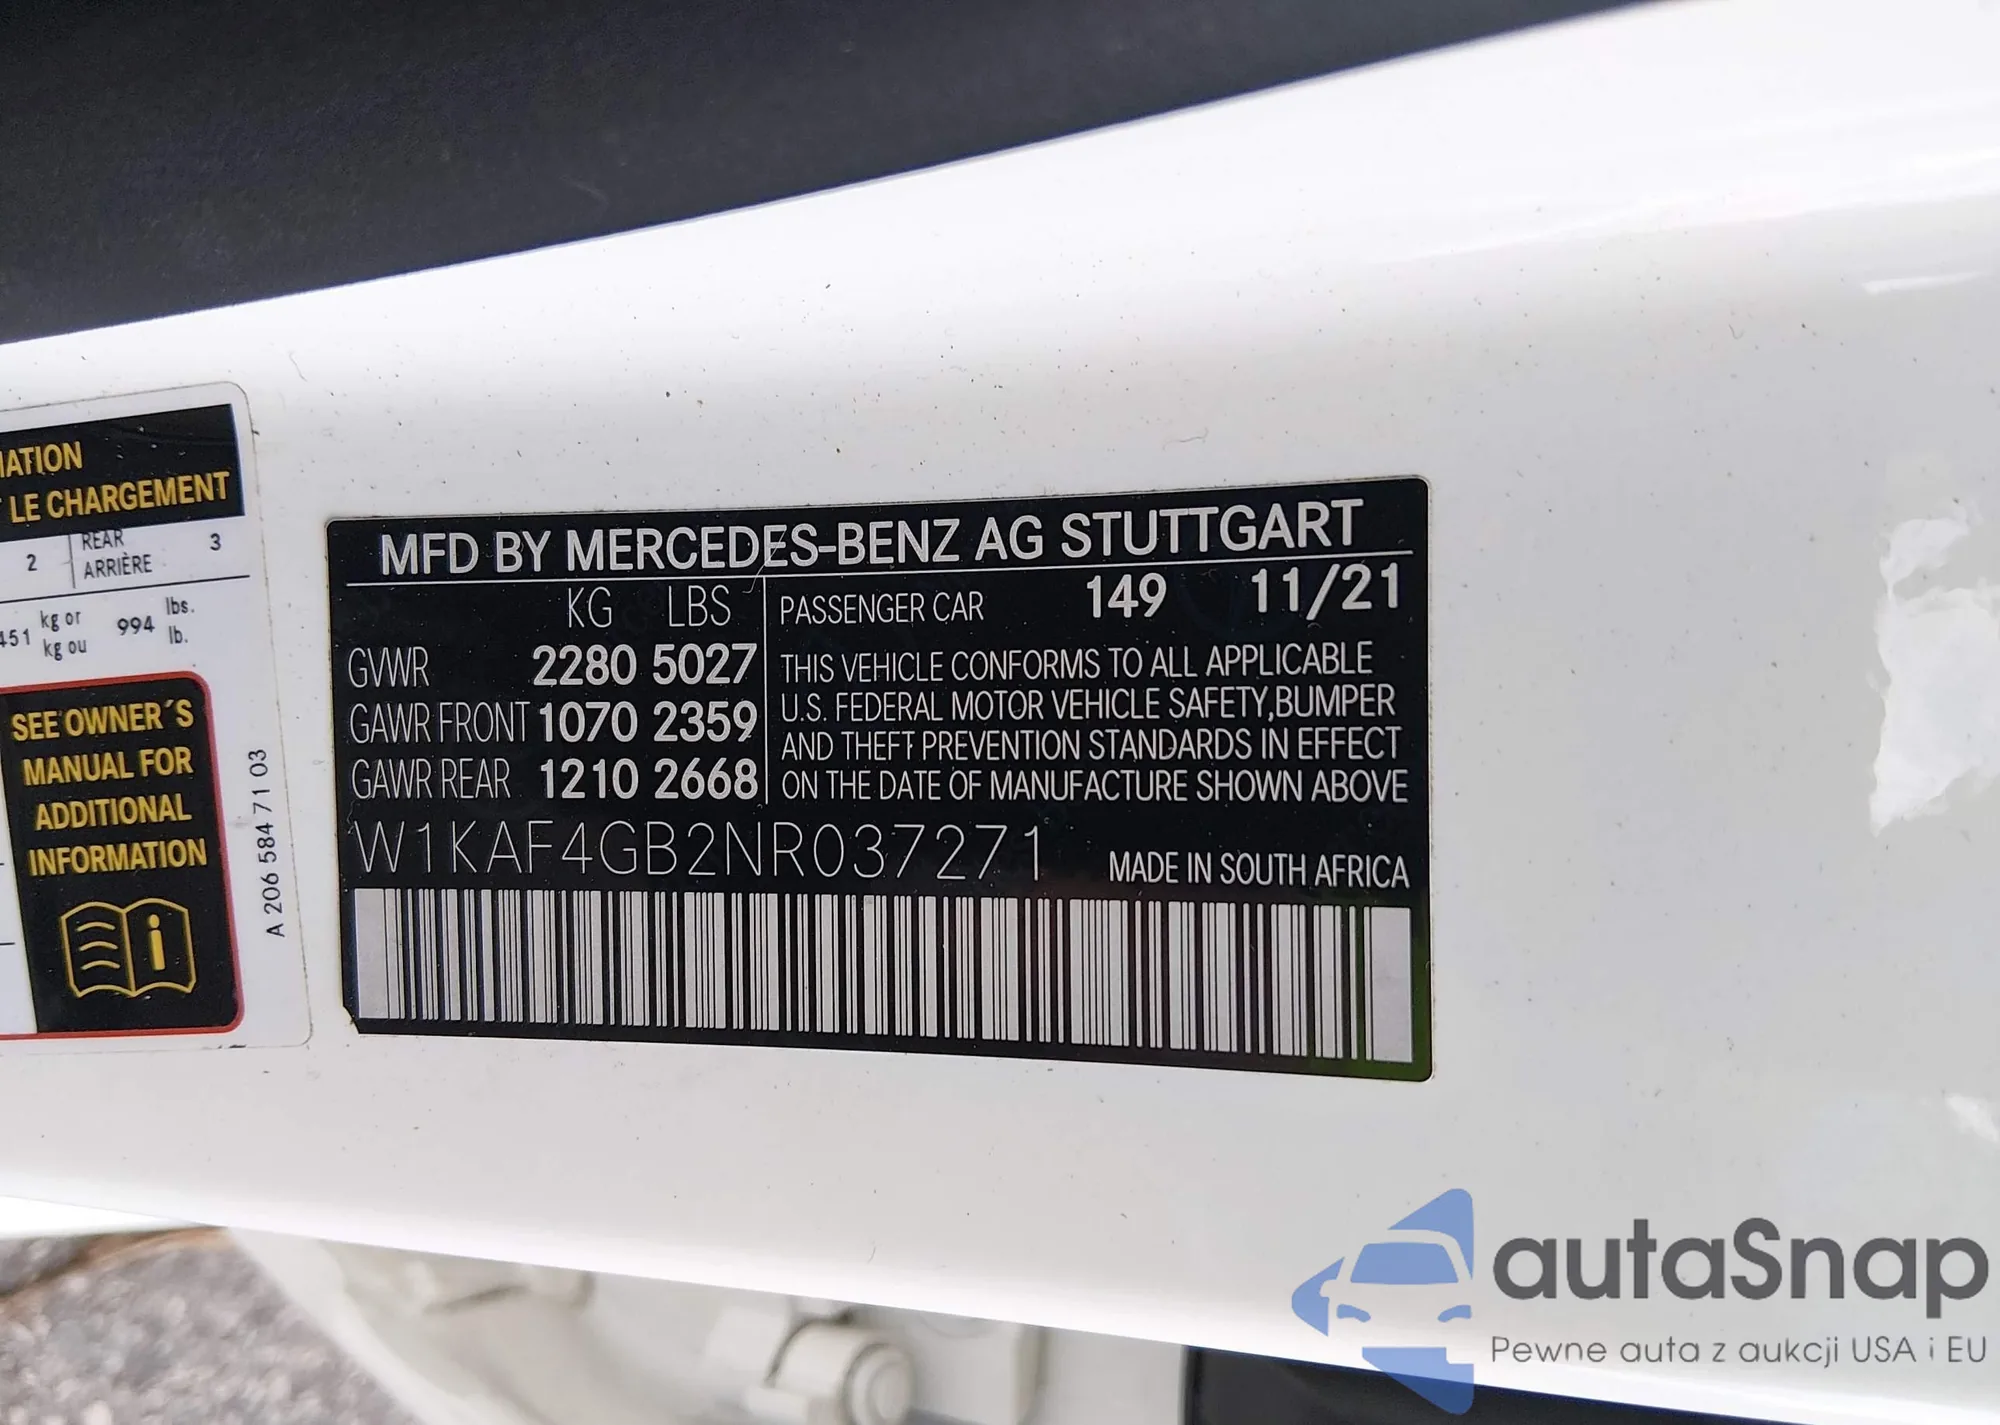 LE CHARGEMENT
2 REAR 3
ARRIÈRE
451 kg or 994 lbs.
kg ou lb.
SEE OWNER´S
MANUAL FOR
ADDITIONAL
INFORMATION
A 206 584 71 03
MFD BY MERCEDES-BENZ AG STUTTGART
KG LBS
GVWR 2280 5027
GAWR FRONT 1070 2359
GAWR REAR 1210 2668
PASSENGER CAR 149 11/21
THIS VEHICLE CONFORMS TO ALL APPLICABLE
U.S. FEDERAL MOTOR VEHICLE SAFETY,BUMPER
AND THEFT PREVENTION STANDARDS IN EFFECT
ON THE DATE OF MANUFACTURE SHOWN ABOVE
W1KAF4GB2NR037271
MADE IN SOUTH AFRICA
autaSnap
Pewne auta z aukcji USA i EU